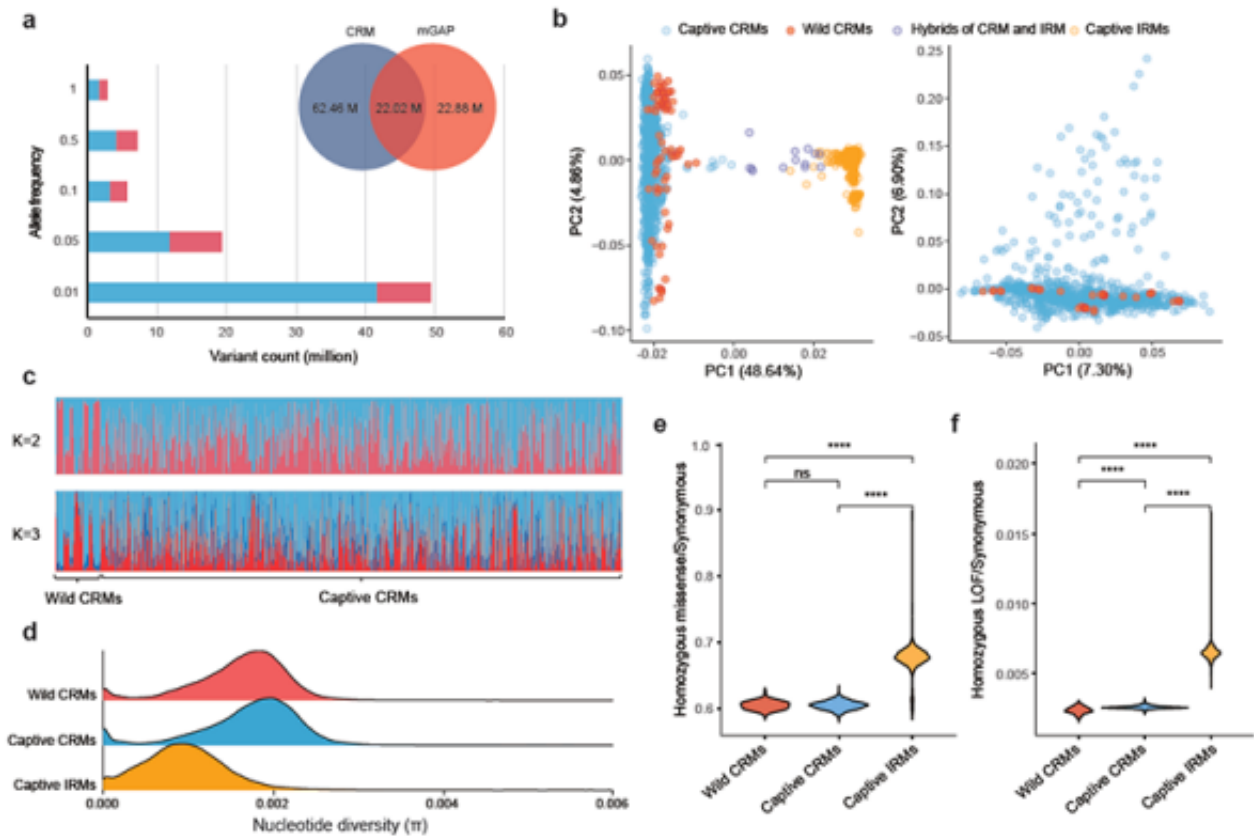 a
CRM
mGAP
62.46 M
22.02 M
22.88 M
1
0.5
0.1
0.05
0.01
Allele frequency
0
10
20
30
40
50
60
Variant count (million)
b
Captive CRMs
Wild CRMs
Hybrids of CRM and IRM
Captive IRMs
0.05
0.00
-0.05
-0.10
PC2 (4.86%)
-0.02
0.00
0.02
PC1 (48.64%)
0.25
0.20
0.15
0.10
0.05
0.00
-0.05
PC2 (6.90%)
-0.05
0.00
0.05
PC1 (7.30%)
c
K=2
K=3
Wild CRMs
Captive CRMs
d
Wild CRMs
Captive CRMs
Captive IRMs
0.000
0.002
0.004
0.006
Nucleotide diversity (π)
e
1.0
0.9
0.8
0.7
0.6
Homozygous missense/Synonymous
****
ns
****
Wild CRMs
Captive CRMs
Captive IRMs
f
0.020
0.015
0.010
0.005
Homozygous LOF/Synonymous
****
****
****
Wild CRMs
Captive CRMs
Captive IRMs